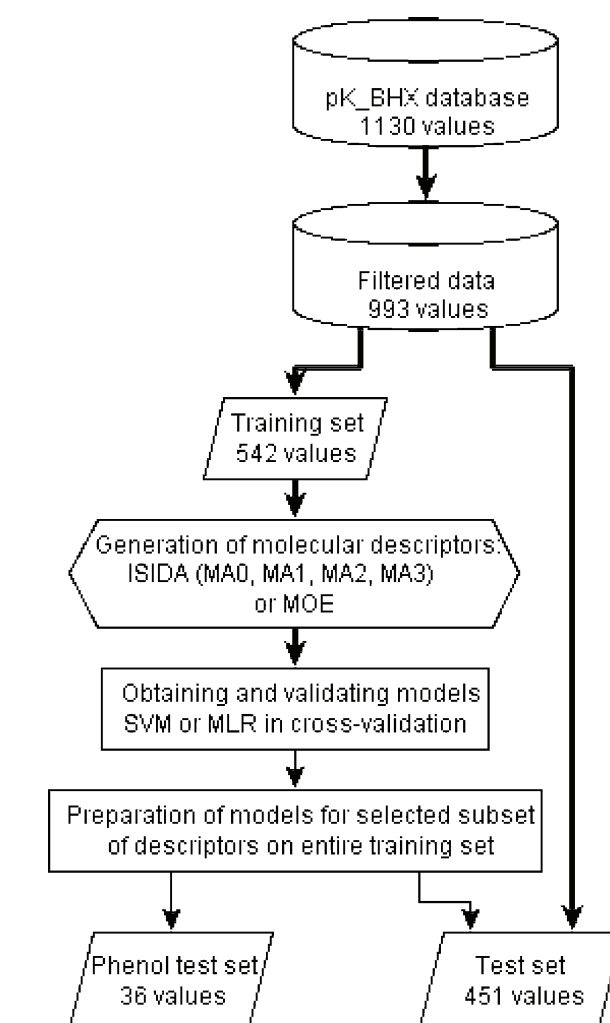 pK_BHX database
1130 values
Filtered data
993 values
Training set
542 values
Generation of molecular descriptors:
ISIDA (MA0, MA1, MA2, MA3)
or MOE
Obtaining and validating models
SVM or MLR in cross-validation
Preparation of models for selected subset
of descriptors on entire training set
Phenol test set
36 values
Test set
451 values